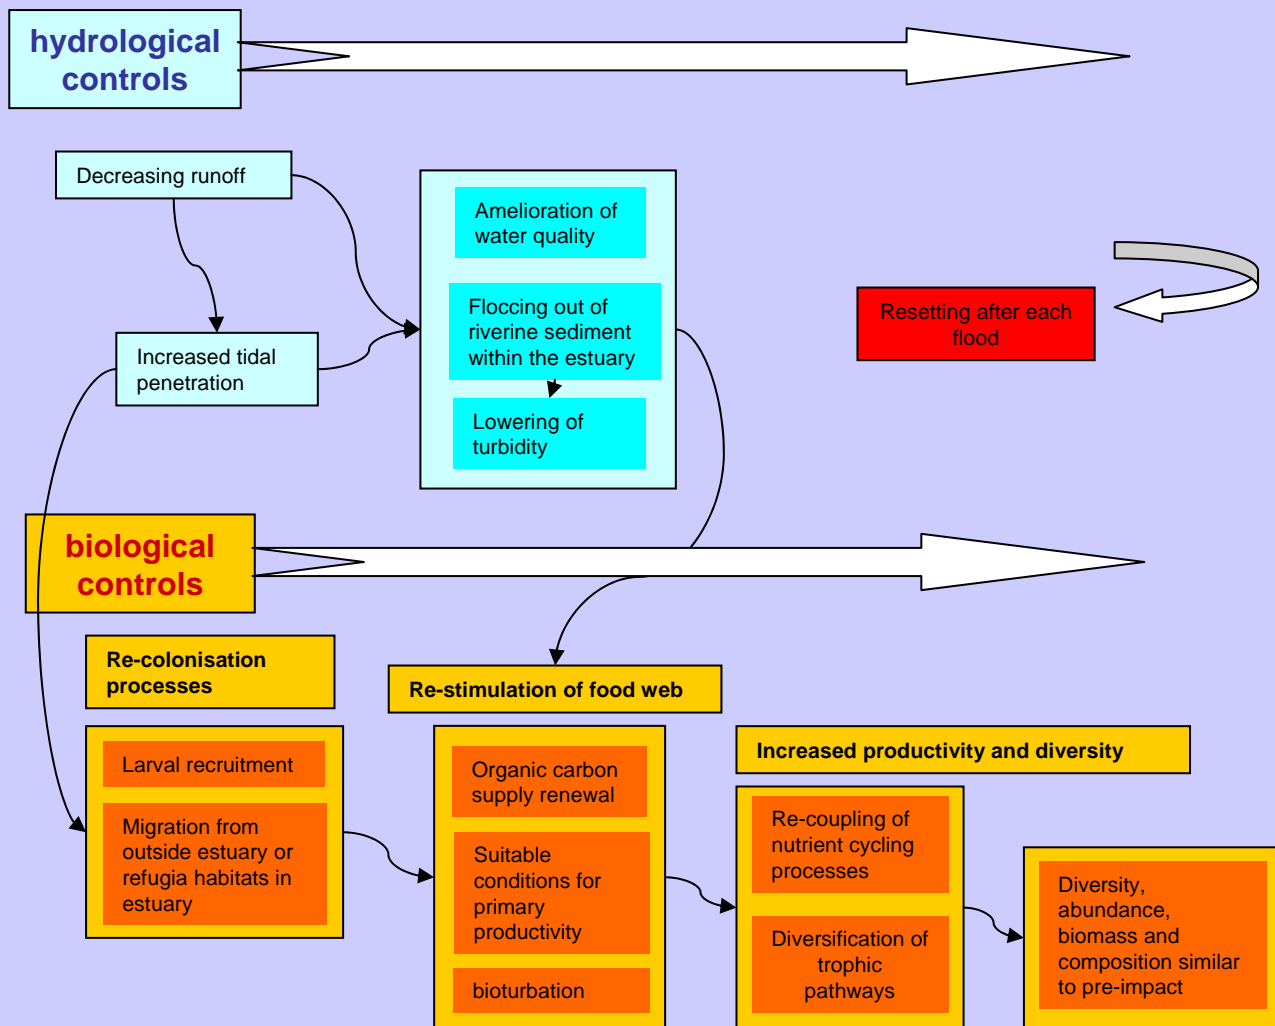 hydrological
controls
Decreasing runoff
Amelioration of
water quality
Floccing out of
riverine sediment
within the estuary
Resetting after each
flood
Increased tidal
penetration
Lowering of
turbidity
biological
controls
Re-colonisation
processes
Re-stimulation of food web
Increased productivity and diversity
Larval recruitment
Migration from
outside estuary or
refugia habitats in
estuary
Organic carbon
supply renewal
Suitable
conditions for
primary
productivity
bioturbation
Re-coupling of
nutrient cycling
processes
Diversification of
trophic
pathways
Diversity,
abundance,
biomass and
composition similar
to pre-impact